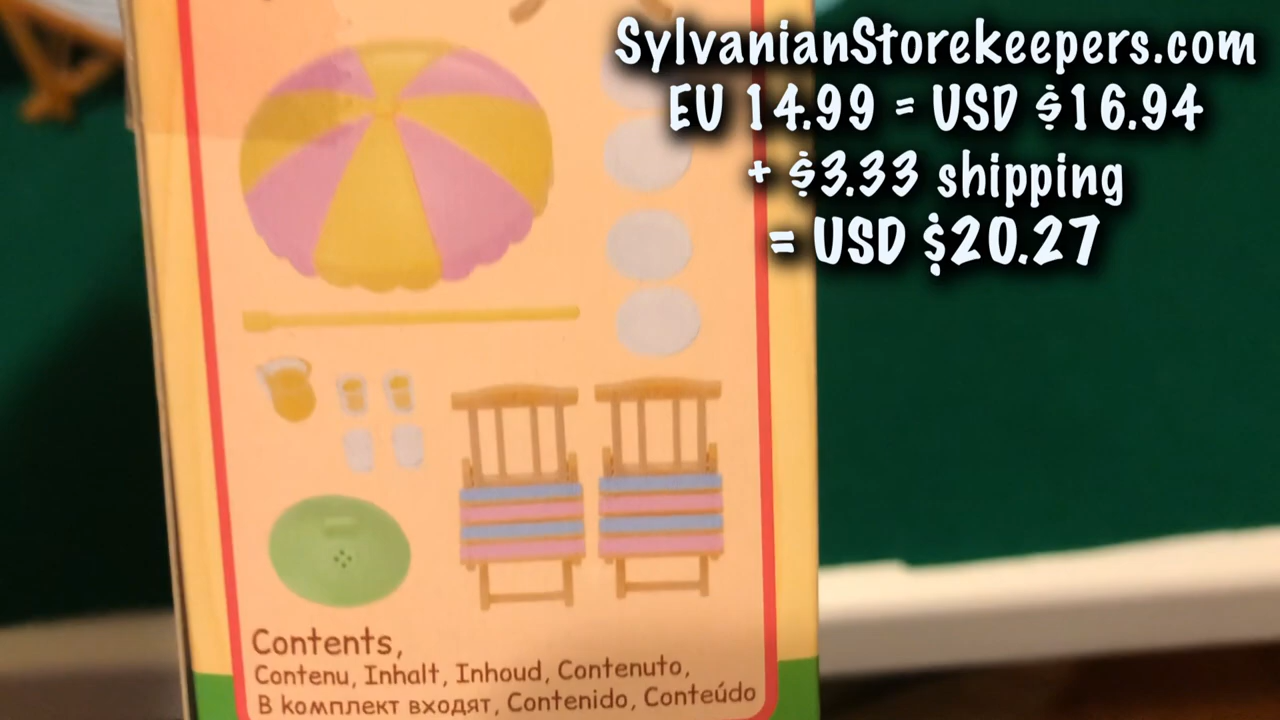 SylvanianStorekeepers.com
EU 14.99 = USD $16.94
+ $3.33 shipping
= USD $20.27
Contents,
Contenu, Inhalt, Inhoud, Contenuto,
В комплект входят, Contenido, Conteúdo